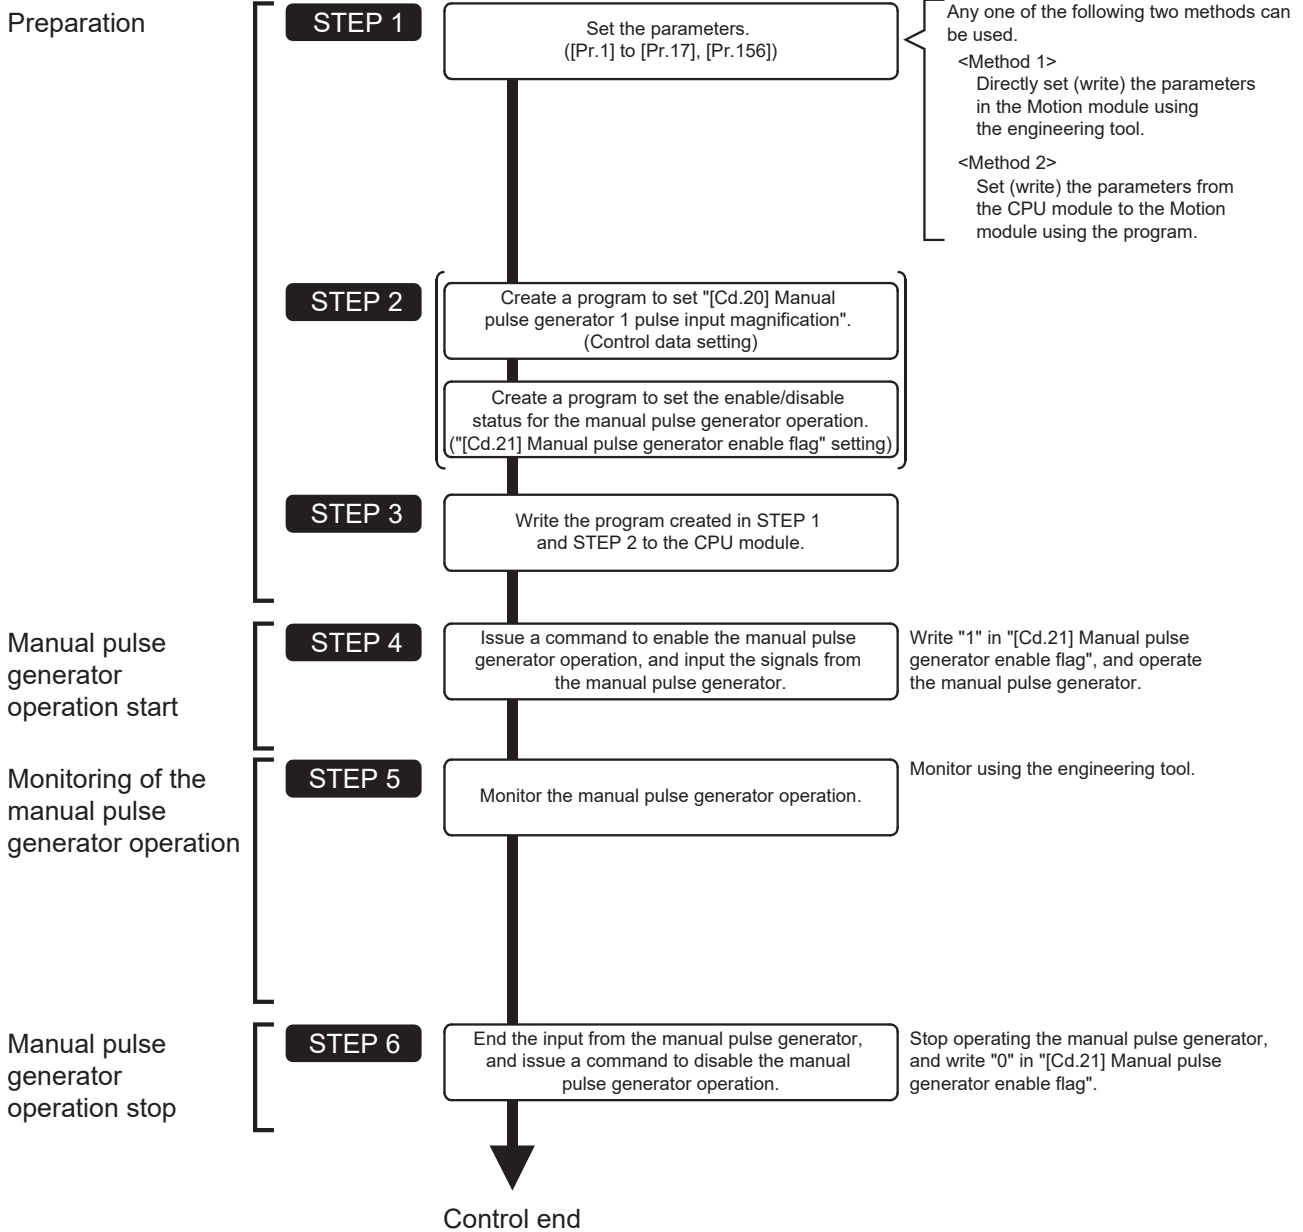 Preparation
STEP 1
Set the parameters.
([Pr.1] to [Pr.17], [Pr.156])
Any one of the following two methods can
be used.
<Method 1>
Directly set (write) the parameters
in the Motion module using
the engineering tool.
<Method 2>
Set (write) the parameters from
the CPU module to the Motion
module using the program.
STEP 2
Create a program to set "[Cd.20] Manual
pulse generator 1 pulse input magnification".
(Control data setting)
Create a program to set the enable/disable
status for the manual pulse generator operation.
("[Cd.21] Manual pulse generator enable flag" setting)
STEP 3
Write the program created in STEP 1
and STEP 2 to the CPU module.
Manual pulse
generator
operation start
STEP 4
Issue a command to enable the manual pulse
generator operation, and input the signals from
the manual pulse generator.
Write "1" in "[Cd.21] Manual pulse
generator enable flag", and operate
the manual pulse generator.
Monitoring of the
manual pulse
generator operation
STEP 5
Monitor the manual pulse generator operation.
Monitor using the engineering tool.
Manual pulse
generator
operation stop
STEP 6
End the input from the manual pulse generator,
and issue a command to disable the manual
pulse generator operation.
Stop operating the manual pulse generator,
and write "0" in "[Cd.21] Manual pulse
generator enable flag".
Control end